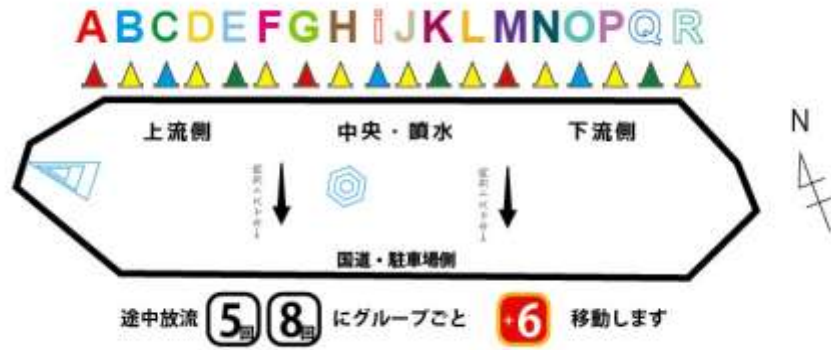 ABCDEFGHiJKLMNOPQR
上流側 中央・噴水 下流側
N
国道・駐車場側
途中放流 5回 8回 にグループごと +6 移動します